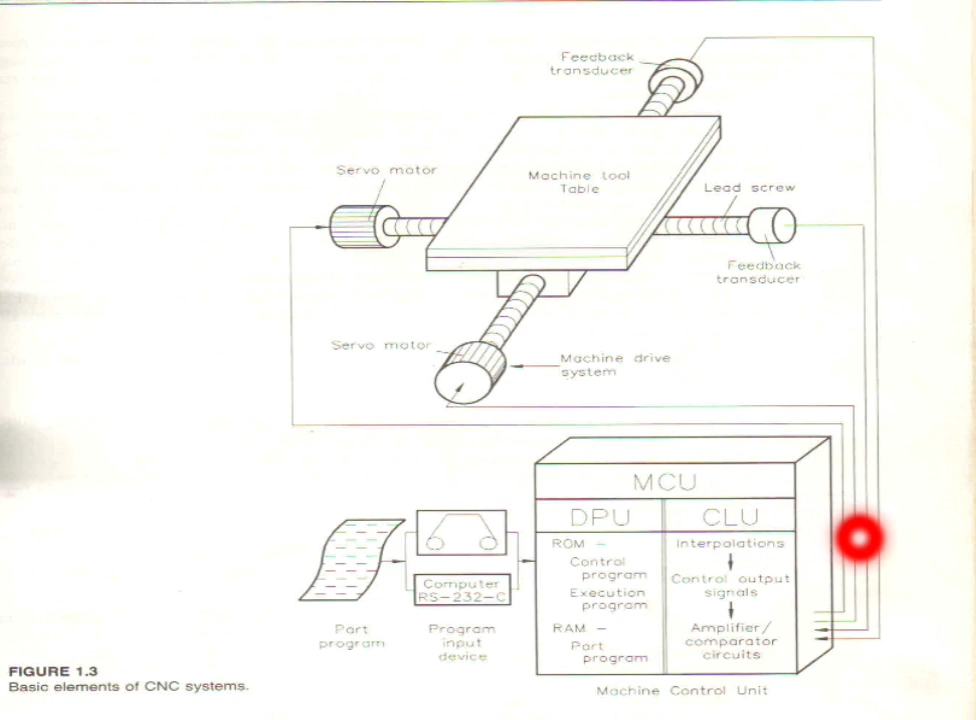 Feedback
transducer
Servo motor
Machine tool
Table
Lead screw
Feedback
transducer
Servo motor
Machine drive
system
MCU
DPU
CLU
ROM –
Control
program
Execution
program
RAM –
Part
program
Interpolations
Control output
signals
Amplifier/
comparator
circuits
Computer
RS-232-C
Part
program
Program
input
device
Machine Control Unit
FIGURE 1.3
Basic elements of CNC systems.